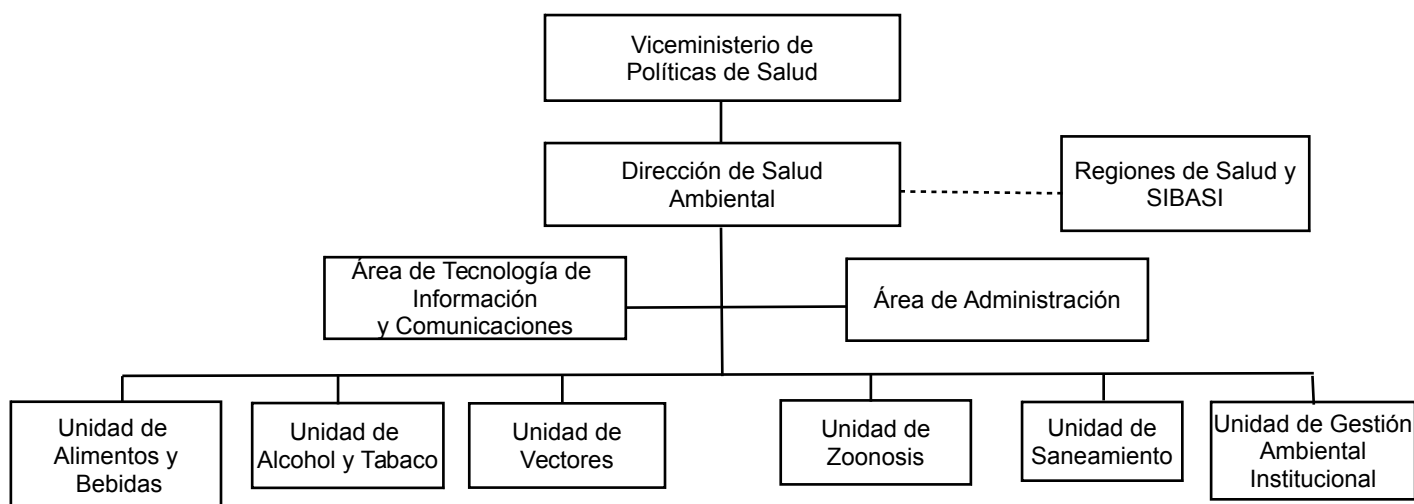 Viceministerio de
Políticas de Salud
Dirección de Salud
Ambiental
Regiones de Salud y
SIBASI
Área de Tecnología de
Información
y Comunicaciones
Área de Administración
Unidad de
Alimentos y
Bebidas
Unidad de
Alcohol y Tabaco
Unidad de
Vectores
Unidad de
Zoonosis
Unidad de
Saneamiento
Unidad de Gestión
Ambiental
Institucional